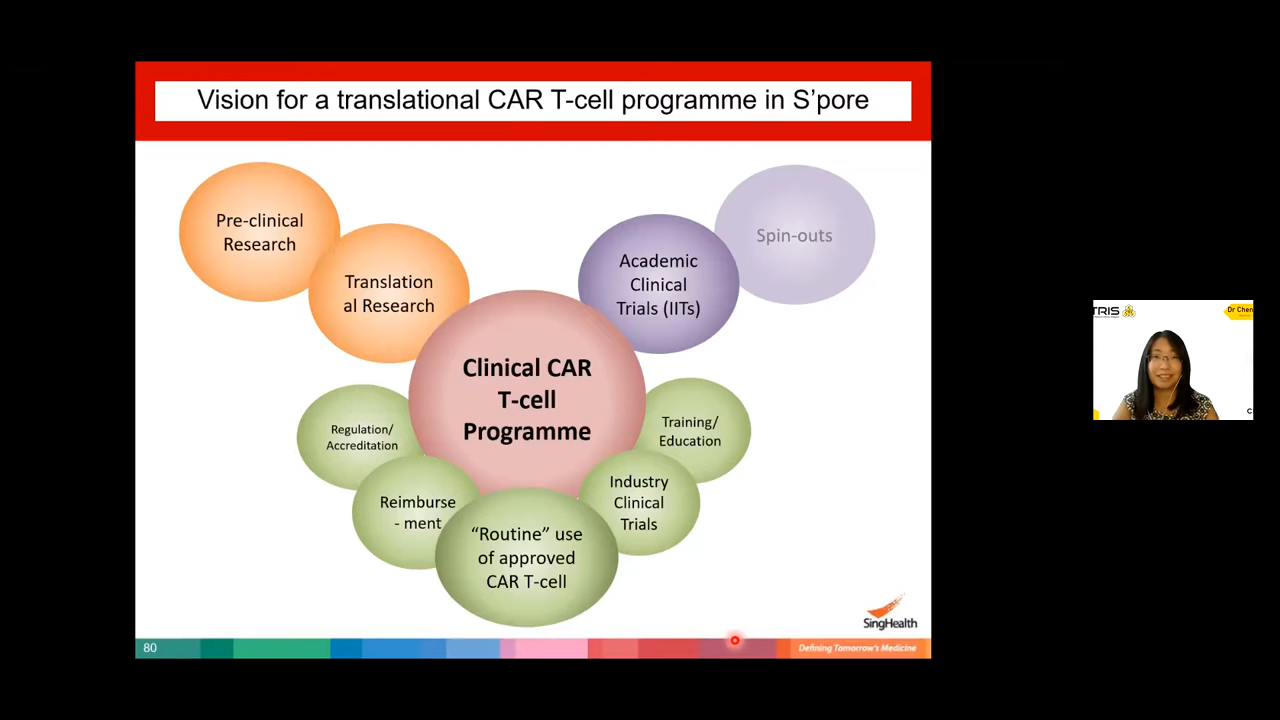 Vision for a translational CAR T-cell programme in S'pore
Pre-clinical
Research
Translation
al Research
Academic
Clinical
Trials (IITs)
Spin-outs
Clinical CAR
T-cell
Programme
Regulation/
Accreditation
Reimburse
- ment
"Routine" use
of approved
CAR T-cell
Industry
Clinical
Trials
Training/
Education
SingHealth
80
Defining Tomorrow's Medicine
TRIS
Dr Chen
C